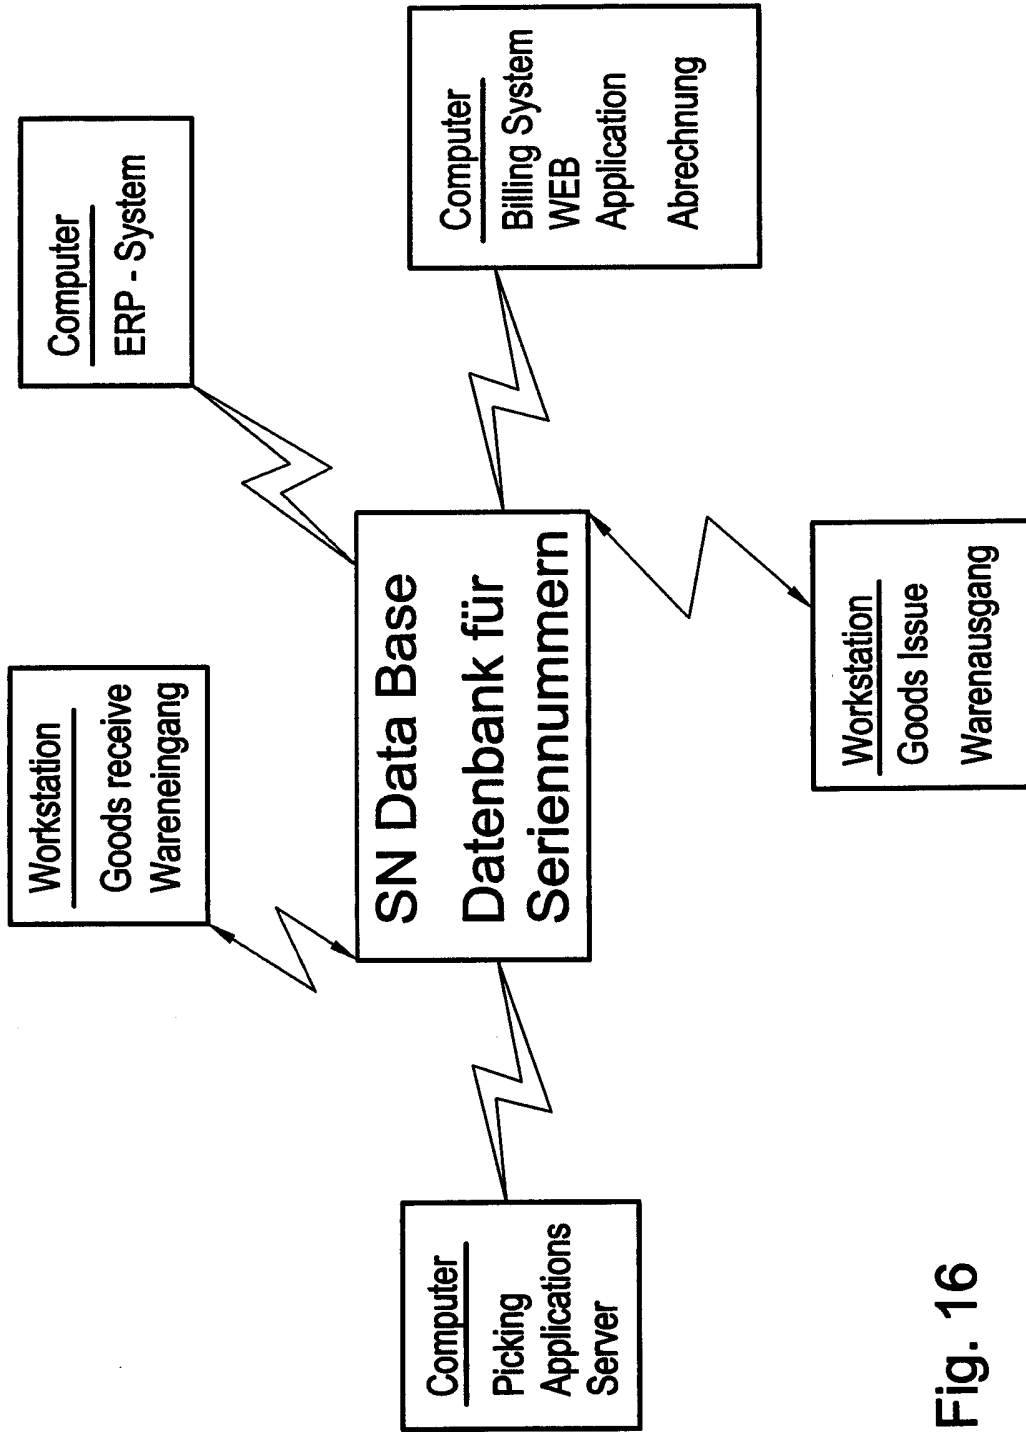 Workstation
Goods receive
Wareneingang
Computer
ERP - System
Computer
Picking
Applications
Server
SN Data Base
Datenbank für
Seriennummern
Computer
Billing System
WEB
Application
Abrechnung
Workstation
Goods Issue
Warenausgang
Fig. 16